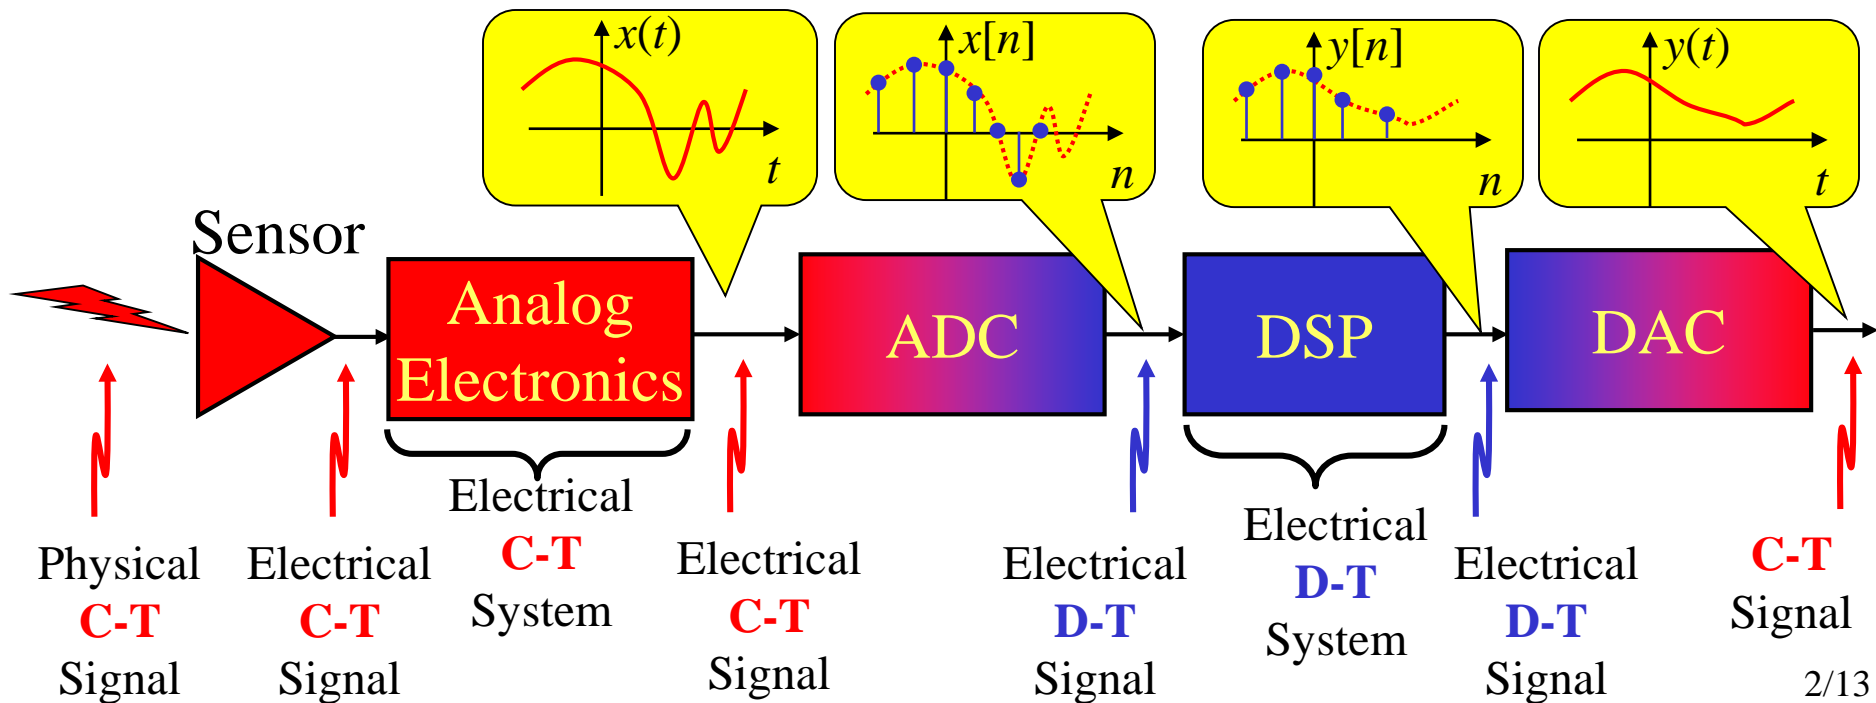 x(t)
t
x[n]
n
y[n]
n
y(t)
t
Sensor
Analog
Electronics
ADC
DSP
DAC
Physical
C-T
Signal
Electrical
C-T
Signal
Electrical
C-T
System
Electrical
C-T
Signal
Electrical
D-T
Signal
Electrical
D-T
System
Electrical
D-T
Signal
C-T
Signal
2/13